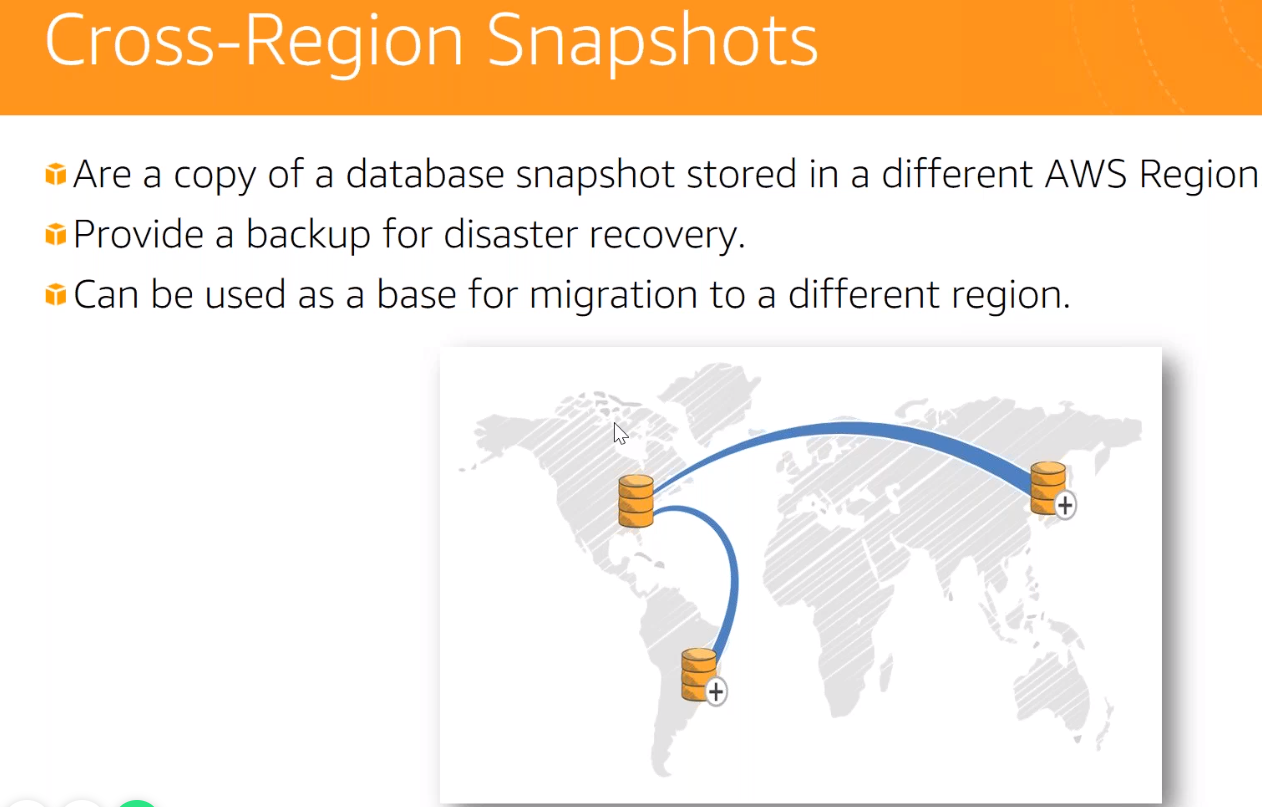 Cross-Region Snapshots
Are a copy of a database snapshot stored in a different AWS Region
Provide a backup for disaster recovery.
Can be used as a base for migration to a different region.